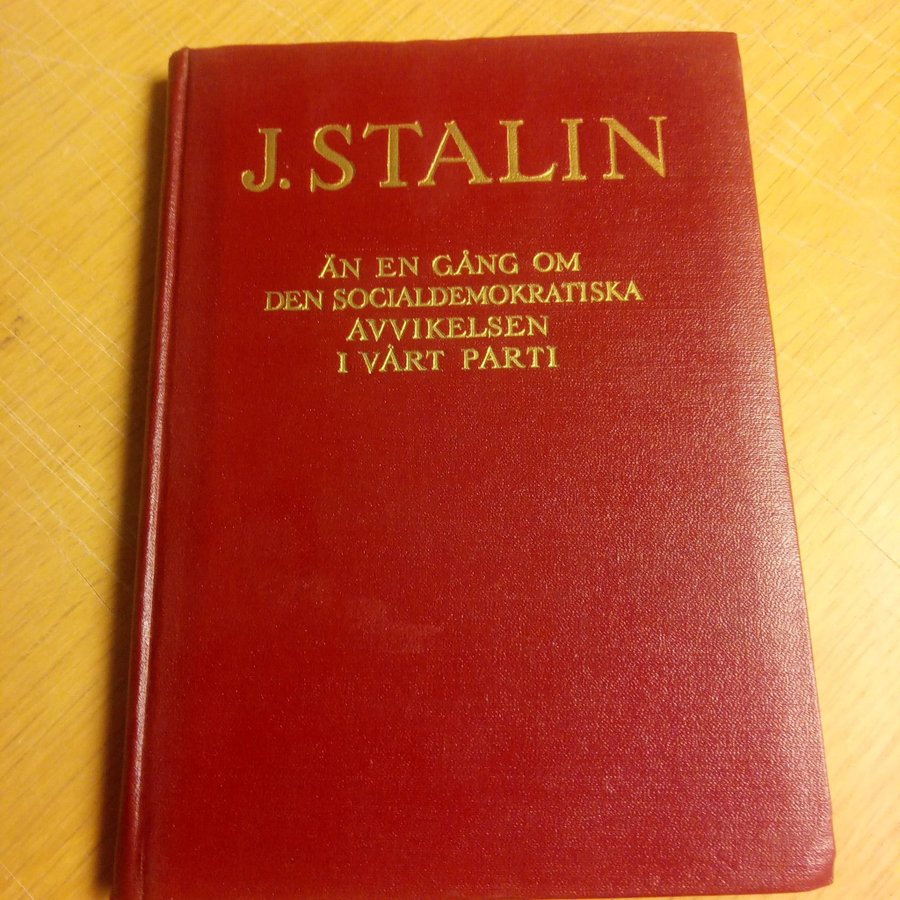 J. STALIN
ÄN EN GÅNG OM
DEN SOCIALDEMOKRATISKA
AVVIKELSEN
I VÅRT PARTI